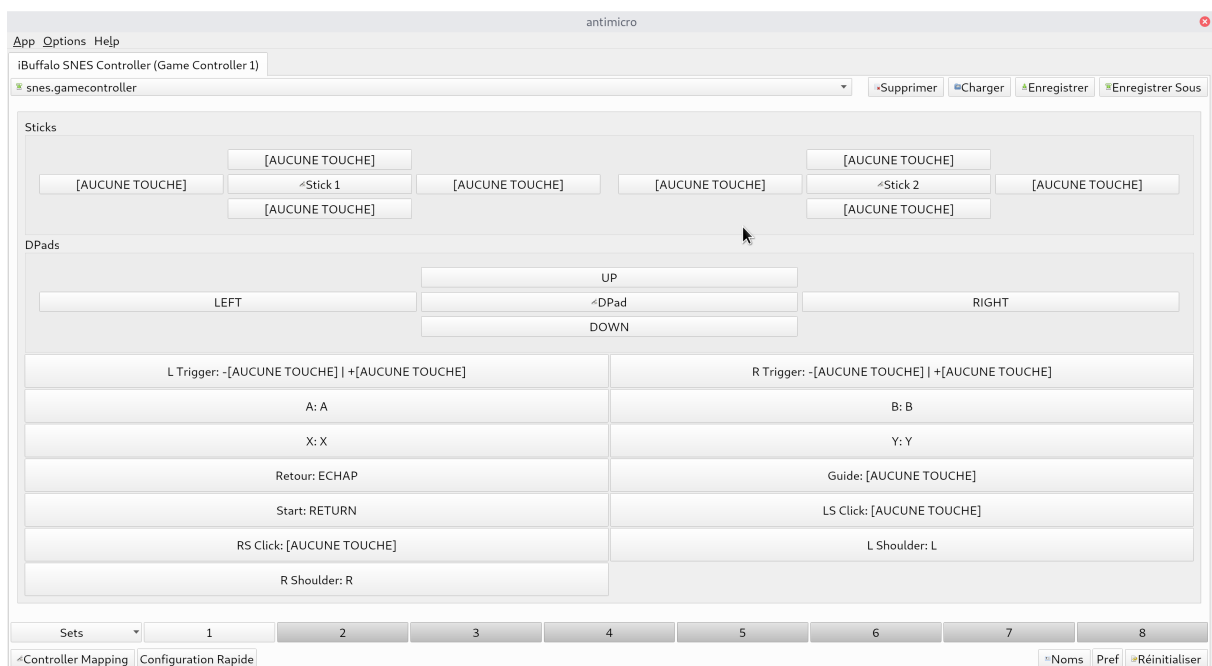 antimicro
App Options Help
iBuffalo SNES Controller (Game Controller 1)
snes.gamecontroller Supprimer Charger Enregistrer Enregistrer Sous
Sticks
[AUCUNE TOUCHE] [AUCUNE TOUCHE]
[AUCUNE TOUCHE] Stick 1 [AUCUNE TOUCHE] [AUCUNE TOUCHE] Stick 2 [AUCUNE TOUCHE]
[AUCUNE TOUCHE] [AUCUNE TOUCHE]
DPads
UP
LEFT DPad RIGHT
DOWN
L Trigger: -[AUCUNE TOUCHE] | +[AUCUNE TOUCHE] R Trigger: -[AUCUNE TOUCHE] | +[AUCUNE TOUCHE]
A: A B: B
X: X Y: Y
Retour: ECHAP Guide: [AUCUNE TOUCHE]
Start: RETURN LS Click: [AUCUNE TOUCHE]
RS Click: [AUCUNE TOUCHE] L Shoulder: L
R Shoulder: R
Sets 1 2 3 4 5 6 7 8
Controller Mapping Configuration Rapide Noms Pref Réinitialiser